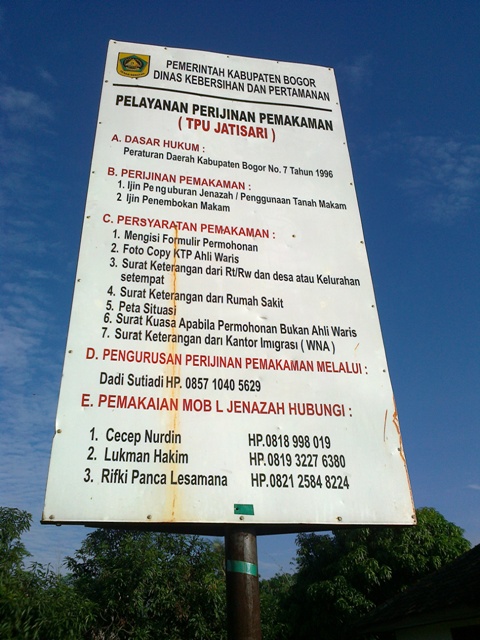 PEMERINTAH KABUPATEN BOGOR
DINAS KEBERSIHAN DAN PERTAMANAN
PELAYANAN PERIJINAN PEMAKAMAN
( TPU JATISARI )
A. DASAR HUKUM :
Peraturan Daerah Kabupaten Bogor No. 7 Tahun 1996
B. PERIJINAN PEMAKAMAN :
1. Ijin Penguburan Jenazah / Penggunaan Tanah Makam
2 Ijin Penembokan Makam
C. PERSYARATAN PEMAKAMAN :
1. Mengisi Formulir Permohonan
2. Foto Copy KTP Ahli Waris
3. Surat Keterangan dari Rt/Rw dan desa atau Kelurahan
setempat
4. Surat Keterangan dari Rumah Sakit
5. Peta Situasi
6. Surat Kuasa Apabila Permohonan Bukan Ahli Waris
7. Surat Keterangan dari Kantor Imigrasi ( WNA )
D. PENGURUSAN PERIJINAN PEMAKAMAN MELALUI :
Dadi Sutiadi HP. 0857 1040 5629
E. PEMAKAIAN MOB L JENAZAH HUBUNGI :
1. Cecep Nurdin HP.0818 998 019
2. Lukman Hakim HP.0819 3227 6380
3. Rifki Panca Lesamana HP.0821 2584 8224